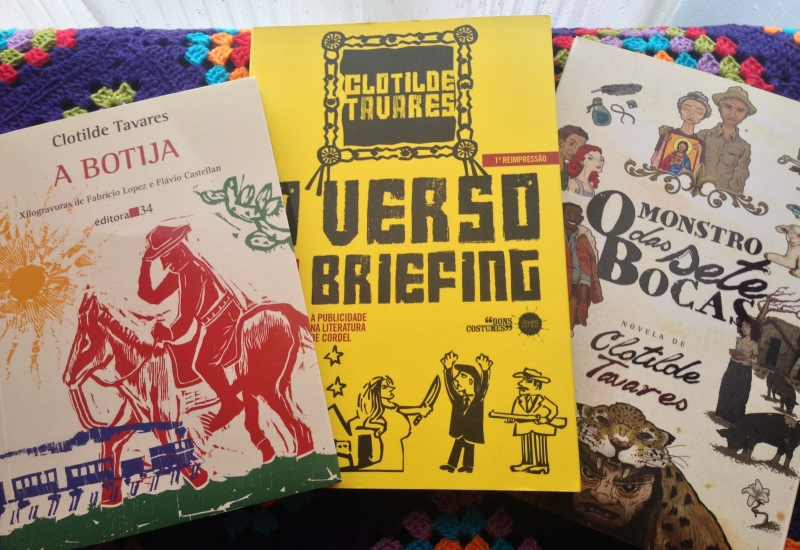 Clotilde Tavares
A BOTIJA
Xilogravuras de Fabrício Lopez e Flávio Castellan
editora 34
CLOTILDE
TAVARES
1ª REIMPRESSÃO
VERSO
BRIEFING
A PUBLICIDADE
NA LITERATURA
DE CORDEL
"BONS
COSTUMES"
O MONSTRO
das sete
BOCAS
NOVELA DE
Clotilde
Tavares